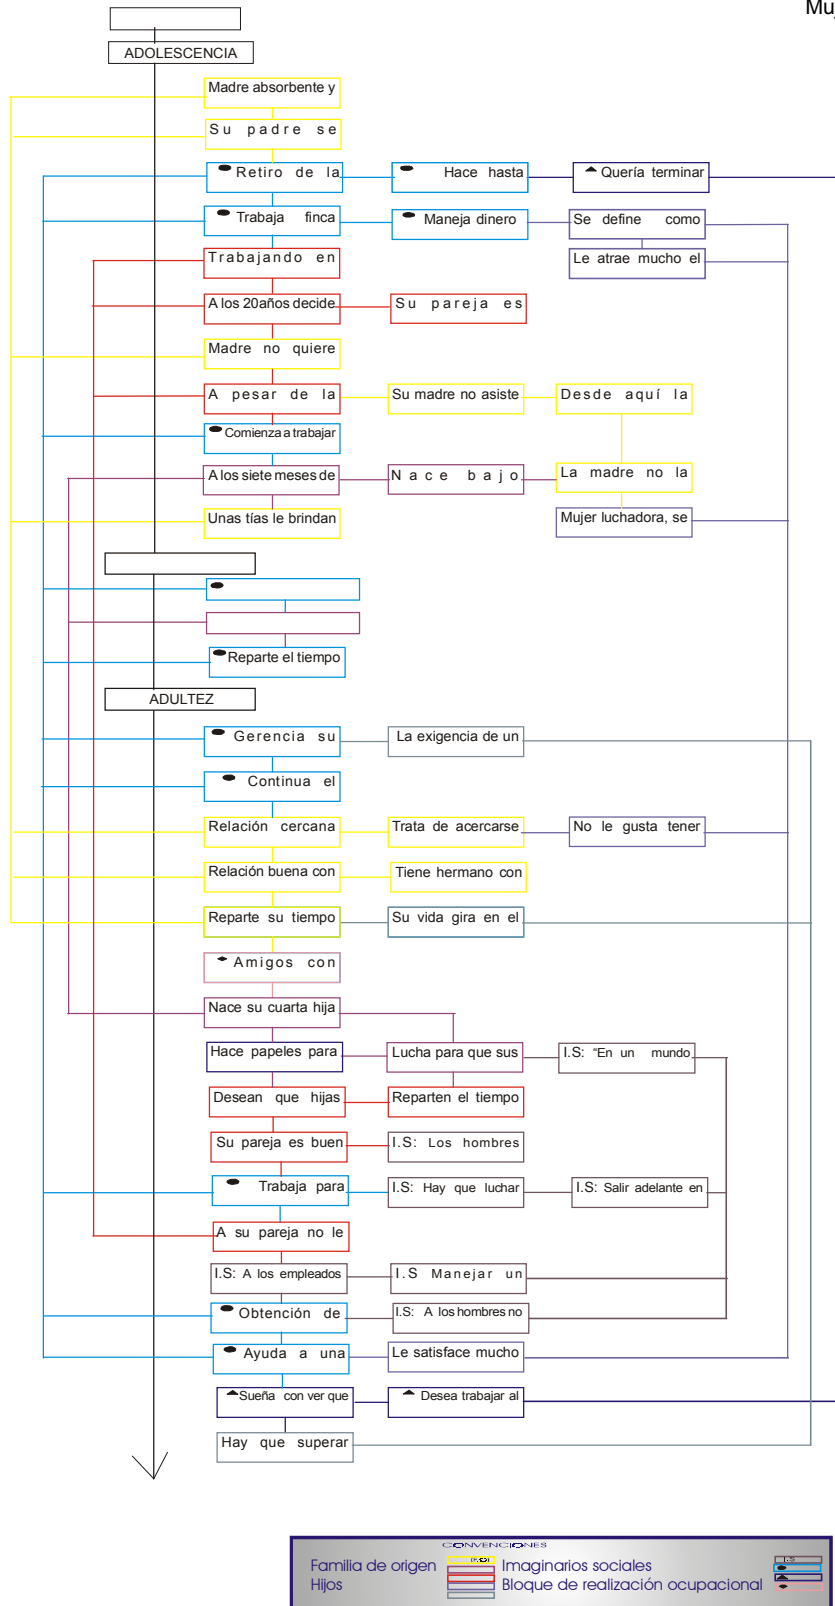 ADOLESCENCIA
Madre absorbente y
Su padre se
Retiro de la Hace hasta Quería terminar
Trabaja finca Maneja dinero Se define como
Trabajando en Le atrae mucho el
A los 20años decide Su pareja es
Madre no quiere
A pesar de la Su madre no asiste Desde aquí la
Comienza a trabajar
A los siete meses de Nace bajo La madre no la
Unas tías le brindan Mujer luchadora, se
Reparte el tiempo
ADULTEZ
Gerencia su La exigencia de un
Continua el
Relación cercana Trata de acercarse No le gusta tener
Relación buena con Tiene hermano con
Reparte su tiempo Su vida gira en el
Amigos con
Nace su cuarta hija
Hace papeles para Lucha para que sus I.S: “En un mundo
Desean que hijas Reparten el tiempo
Su pareja es buen I.S: Los hombres
Trabaja para I.S: Hay que luchar I.S: Salir adelante en
A su pareja no le
I.S: A los empleados I.S Manejar un
Obtención de I.S: A los hombres no
Ayuda a una Le satisface mucho
Sueña con ver que Desea trabajar al
Hay que superar
CONVENCIONES
Familia de origen Imaginarios sociales I.S
Hijos Bloque de realización ocupacional